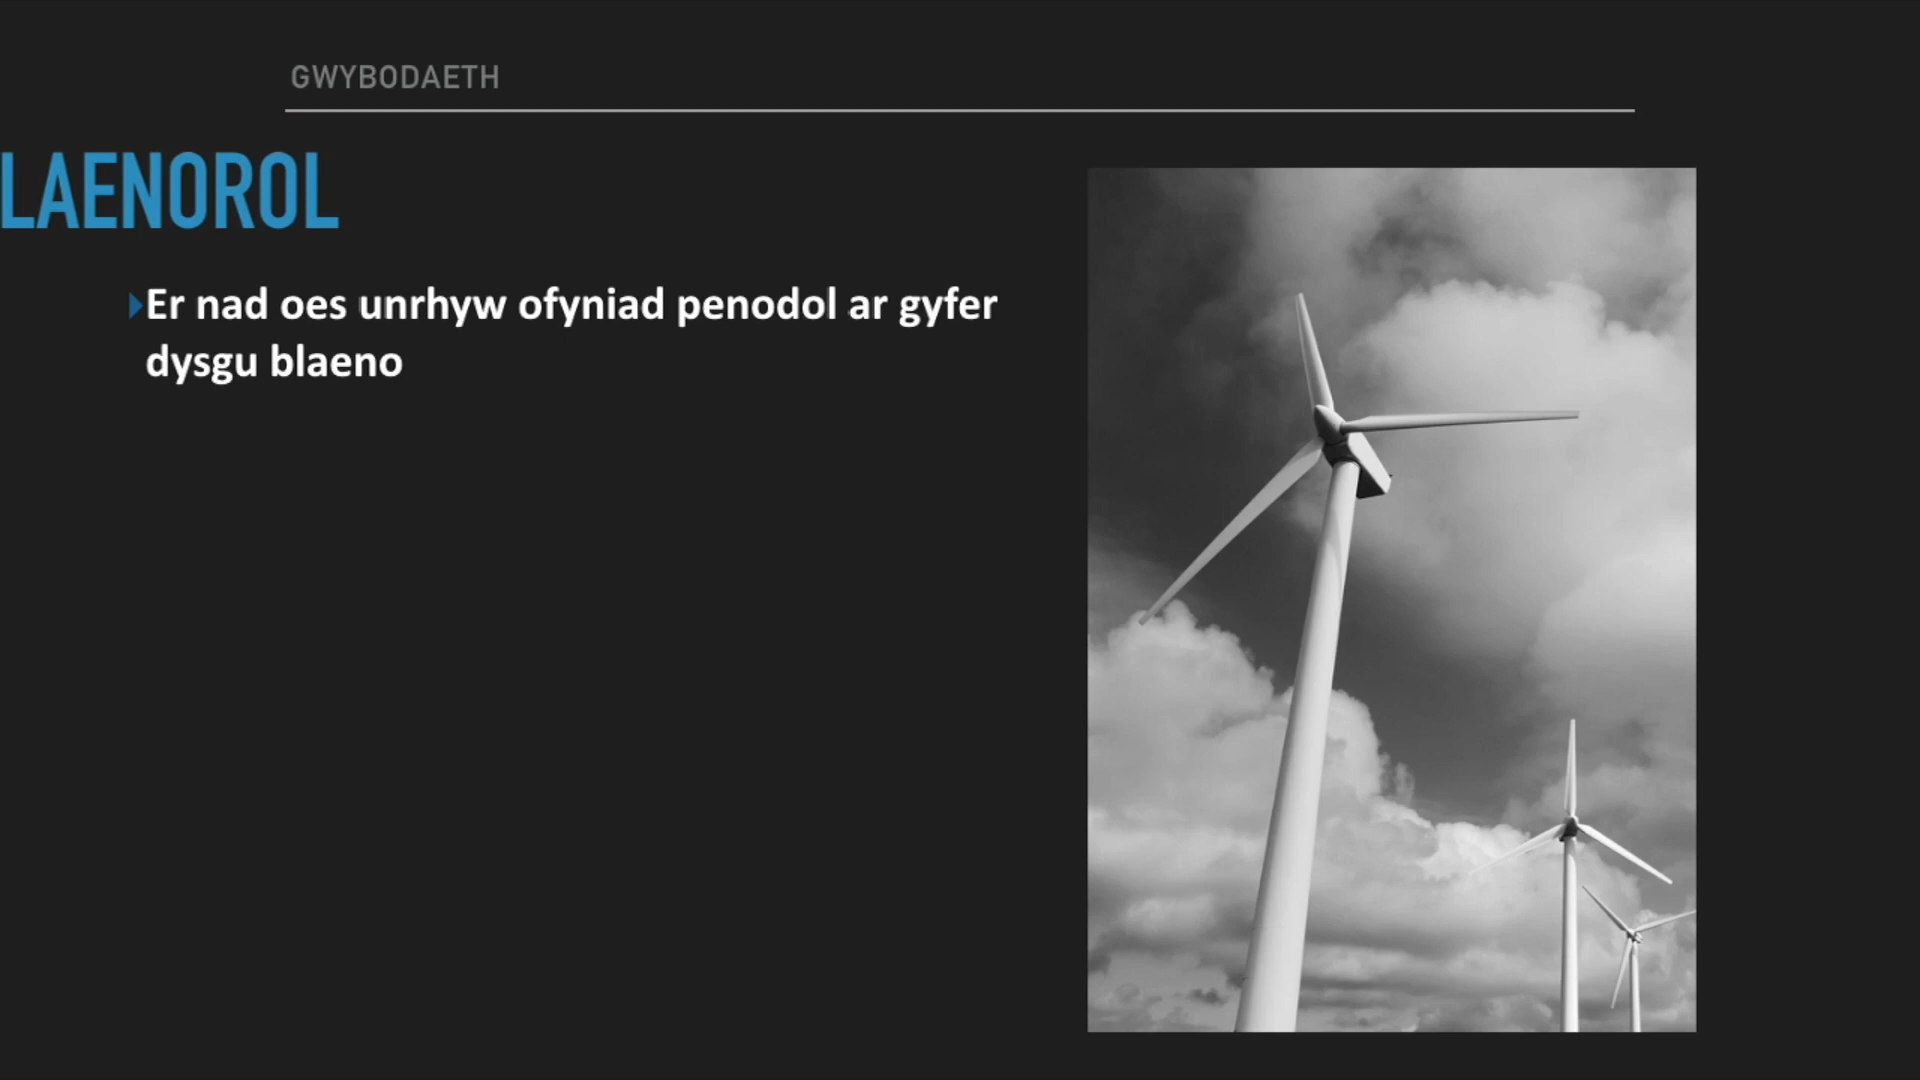 GWYBODAETH
LAENOROL
Er nad oes unrhyw ofyniad penodol ar gyfer
dysgu blaeno